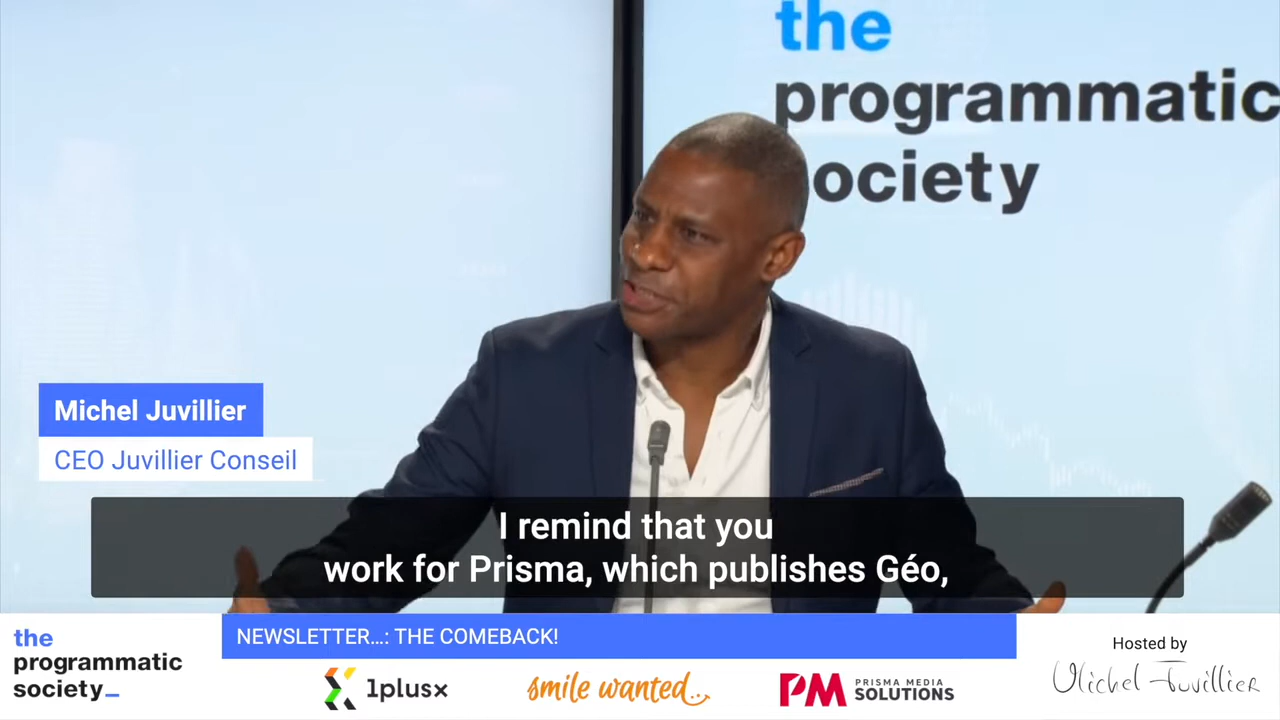 the
programmatic
ociety
Michel Juvillier
CEO Juvillier Conseil
I remind that you
work for Prisma, which publishes Géo,
the
programmatic
society_
NEWSLETTER...: THE COMEBACK!
1plusx
smile wanted..
PM PRISMA MEDIA
SOLUTIONS
Hosted by
Michel Juvillier